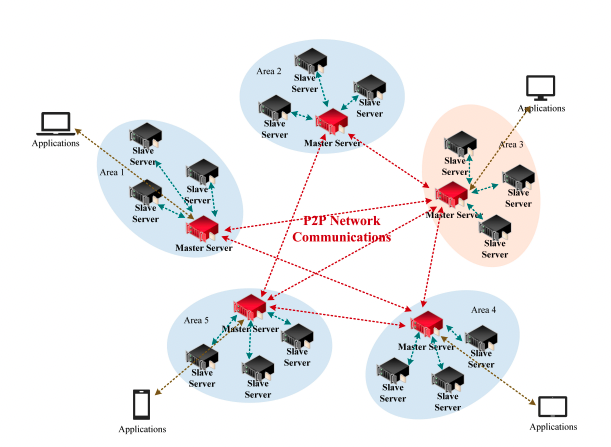 Area 2
Slave
Server
Slave
Server
Slave
Server
Master Server
Applications
Applications
Area 1
Slave
Server
Slave
Server
Slave
Server
Master Server
Area 3
Slave
Server
Slave
Server
Master Server
Slave
Server
P2P Network
Communications
Area 5
Master Server
Slave
Server
Slave
Server
Slave
Server
Area 4
Master Server
Slave
Server
Slave
Server
Slave
Server
Applications
Applications